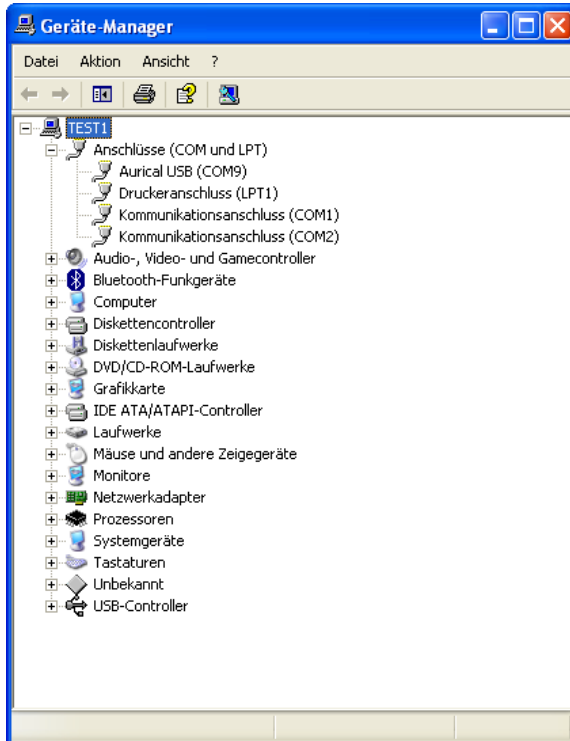 Geräte-Manager
Datei Aktion Ansicht ?
TEST1
Anschlüsse (COM und LPT)
Aurical USB (COM9)
Druckeranschluss (LPT1)
Kommunikationsanschluss (COM1)
Kommunikationsanschluss (COM2)
Audio-, Video- und Gamecontroller
Bluetooth-Funkgeräte
Computer
Diskettencontroller
Diskettenlaufwerke
DVD/CD-ROM-Laufwerke
Grafikkarte
IDE ATA/ATAPI-Controller
Laufwerke
Mäuse und andere Zeigegeräte
Monitore
Netzwerkadapter
Prozessoren
Systemgeräte
Tastaturen
Unbekannt
USB-Controller